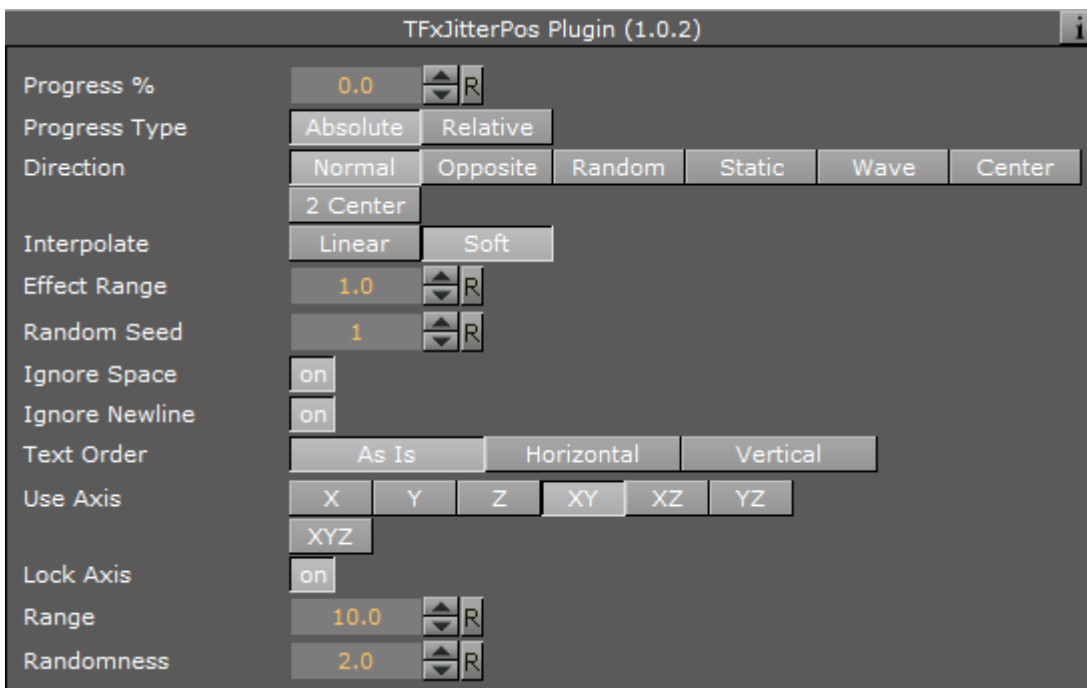 TFxJitterPos Plugin (1.0.2) i
Progress % 0.0 R
Progress Type Absolute Relative
Direction Normal Opposite Random Static Wave Center
2 Center
Interpolate Linear Soft
Effect Range 1.0 R
Random Seed 1 R
Ignore Space on
Ignore Newline on
Text Order As Is Horizontal Vertical
Use Axis X Y Z XY XZ YZ
XYZ
Lock Axis on
Range 10.0 R
Randomness 2.0 R